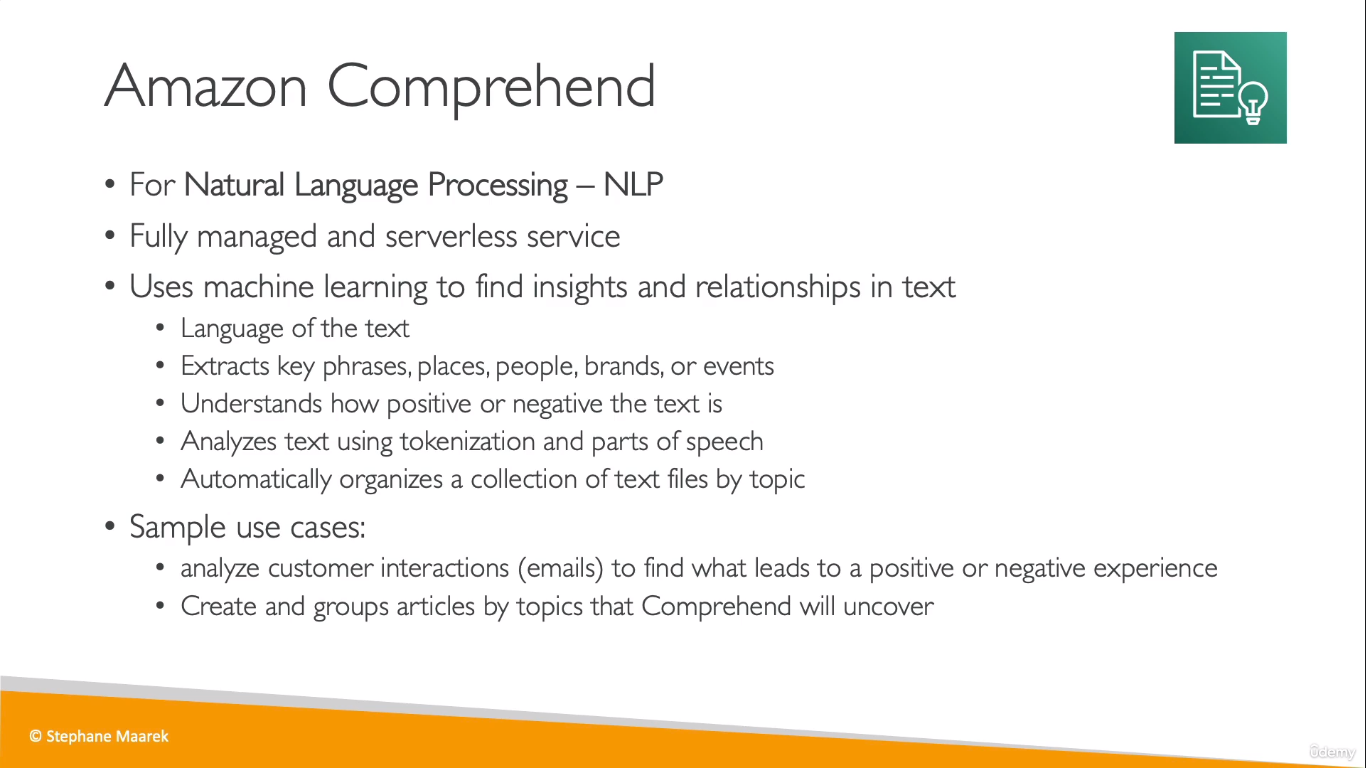 Amazon Comprehend
• For Natural Language Processing – NLP
• Fully managed and serverless service
• Uses machine learning to find insights and relationships in text
• Language of the text
• Extracts key phrases, places, people, brands, or events
• Understands how positive or negative the text is
• Analyzes text using tokenization and parts of speech
• Automatically organizes a collection of text files by topic
• Sample use cases:
• analyze customer interactions (emails) to find what leads to a positive or negative experience
• Create and groups articles by topics that Comprehend will uncover
© Stephane Maarek
ûdemy